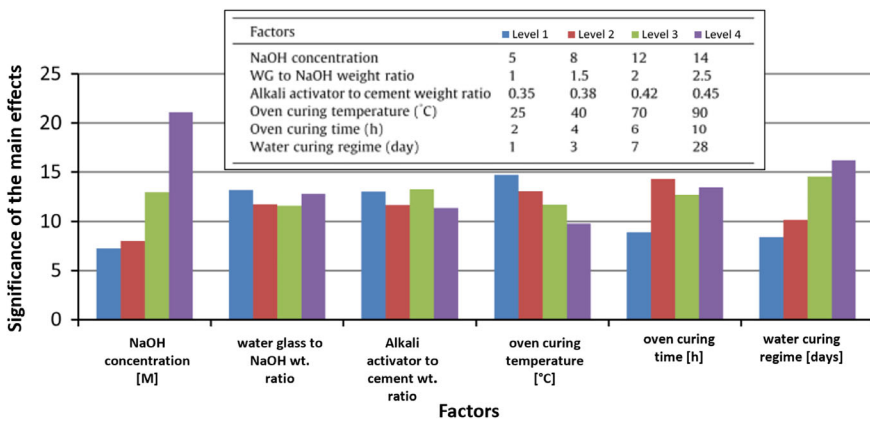 Factors Level 1 Level 2 Level 3 Level 4
NaOH concentration 5 8 12 14
WG to NaOH weight ratio 1 1.5 2 2.5
Alkali activator to cement weight ratio 0.35 0.38 0.42 0.45
Oven curing temperature (°C) 25 40 70 90
Oven curing time (h) 2 4 6 10
Water curing regime (day) 1 3 7 28
Significance of the main effects
25
20
15
10
5
0
NaOH
concentration
[M]
water glass to
NaOH wt.
ratio
Alkali
activator to
cement wt.
ratio
oven curing
temperature
[°C]
oven curing
time [h]
water curing
regime [days]
Factors